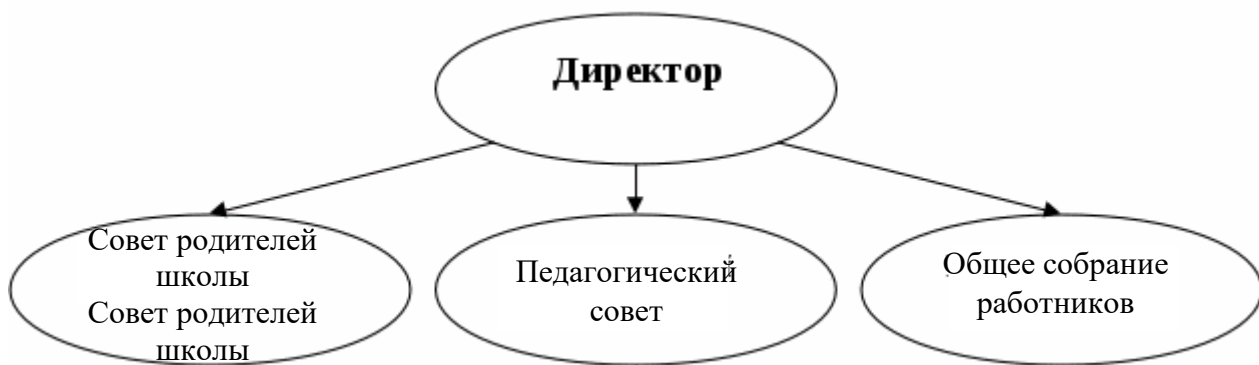 Директор
Совет родителей
школы
Совет родителей
школы
Педагогический
совет
Общее собрание
работников